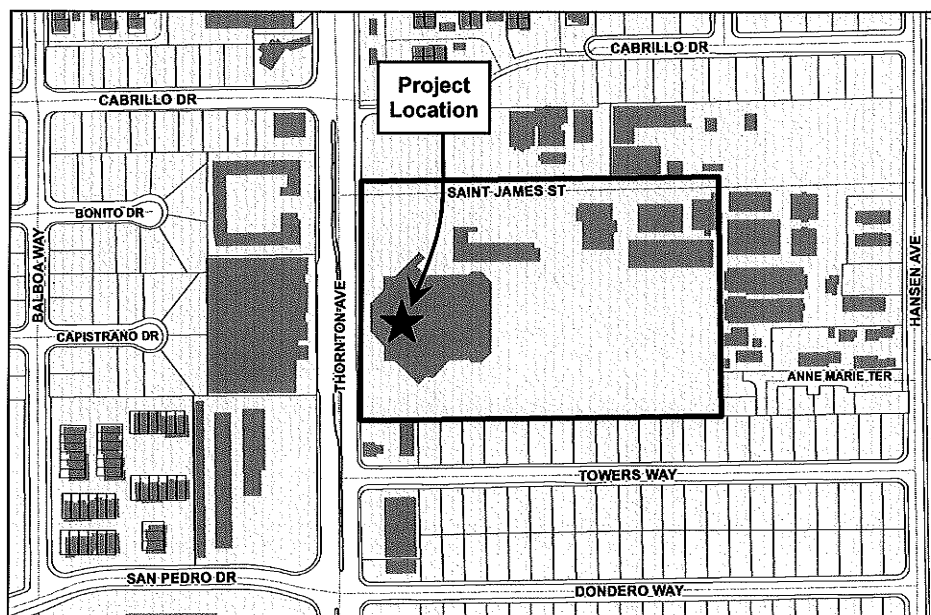 CABRILLO DR
Project
Location
CABRILLO DR
SAINT JAMES ST
BONITO DR
BALBOA WAY
THORNTON AVE
HANSEN AVE
CAPISTRANO DR
ANNE MARIE TER
TOWERS WAY
SAN PEDRO DR
DONDERO WAY